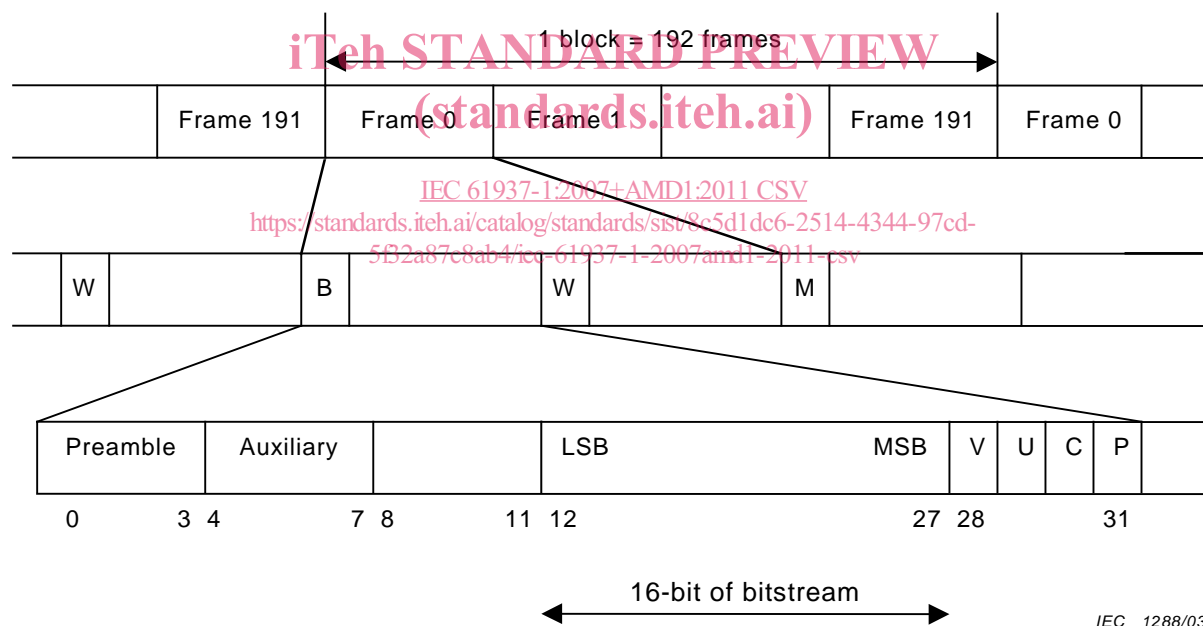 1 block = 192 frames
iTeh STANDARD PREVIEW
Frame 191 Frame 0 Frame 1 Frame 191 Frame 0
(standards.iteh.ai)
IEC 61937-1:2007+AMD1:2011 CSV
https://standards.iteh.ai/catalog/standards/sist/8c5d1dc6-2514-4344-97cd-
5f32a87c8ab4/iec-61937-1-2007amd1-2011-csv
W B W M
Preamble Auxiliary LSB MSB V U C P
0 3 4 7 8 11 12 27 28 31
16-bit of bitstream
IEC 1288/03